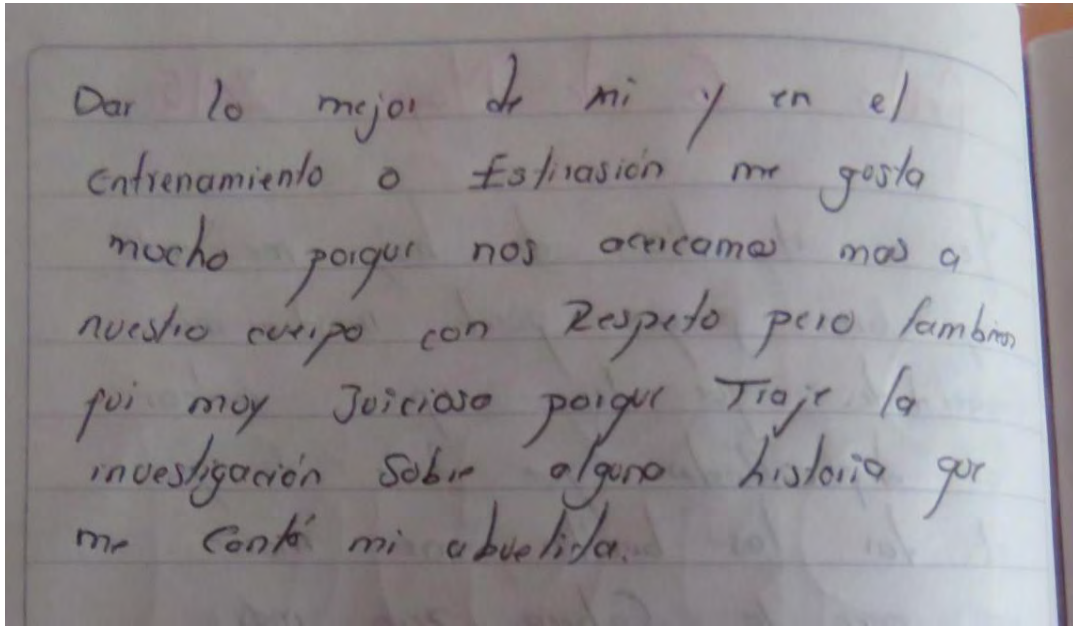 Dar lo mejor de mi y en el
entrenamiento o Estirasión me gusta
mucho porque nos acercamos mas a
nuestro cuerpo con Respeto pero tambien
fui muy Juicioso porque Traje la
investigación Sobre alguna historia que
me Contó mi abuelita.